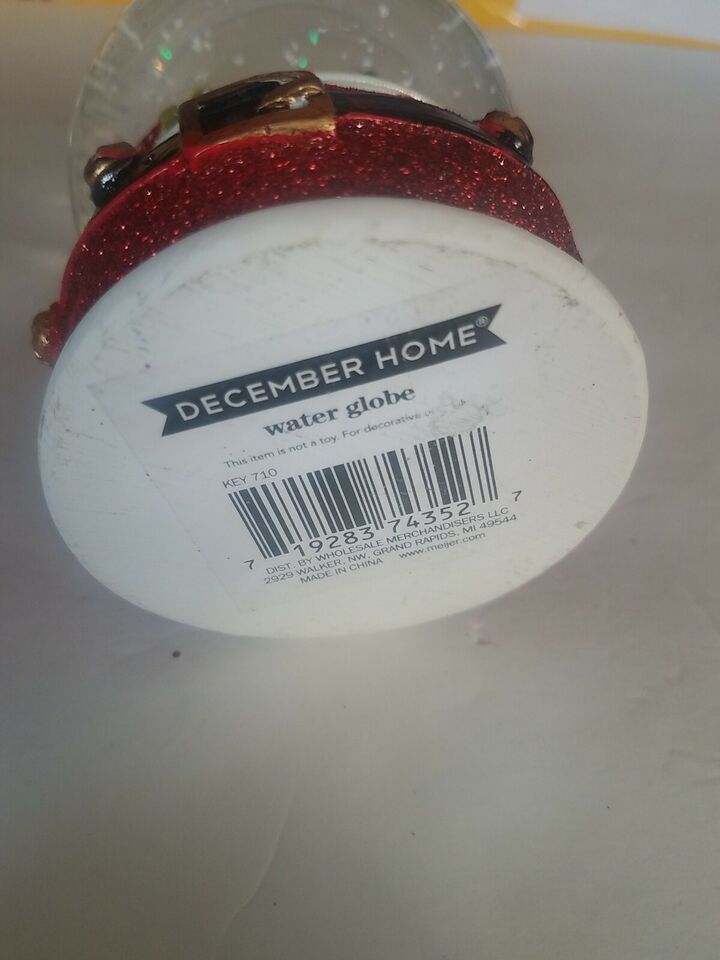 DECEMBER HOME®
water globe
This item is not a toy. For decorative
KEY 710
7 19283 74352 7
DIST. BY WHOLESALE MERCHANDISERS LLC
2929 WALKER, NW, GRAND RAPIDS, MI 49544
MADE IN CHINA www.meijer.com